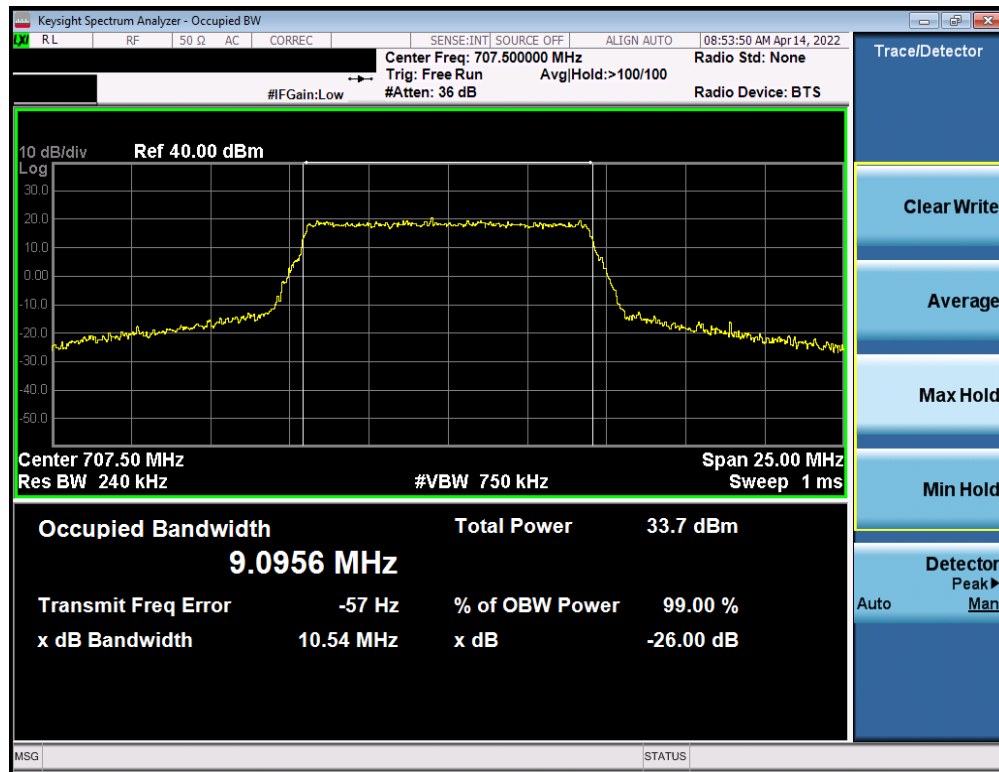 Keysight Spectrum Analyzer - Occupied BW
LXI RL RF 50 Ω AC CORREC SENSE:INT SOURCE OFF ALIGN AUTO 08:53:50 AM Apr 14, 2022
Center Freq: 707.500000 MHz Radio Std: None
Trig: Free Run Avg|Hold:>100/100
#IFGain:Low #Atten: 36 dB Radio Device: BTS
10 dB/div Ref 40.00 dBm
Log
30.0
20.0
10.0
0.00
-10.0
-20.0
-30.0
-40.0
-50.0
Center 707.50 MHz Span 25.00 MHz
Res BW 240 kHz #VBW 750 kHz Sweep 1 ms
Occupied Bandwidth Total Power 33.7 dBm
9.0956 MHz
Transmit Freq Error -57 Hz % of OBW Power 99.00 %
x dB Bandwidth 10.54 MHz x dB -26.00 dB
MSG STATUS
Trace/Detector
Clear Write
Average
Max Hold
Min Hold
Detector
Peak▶
Auto Man